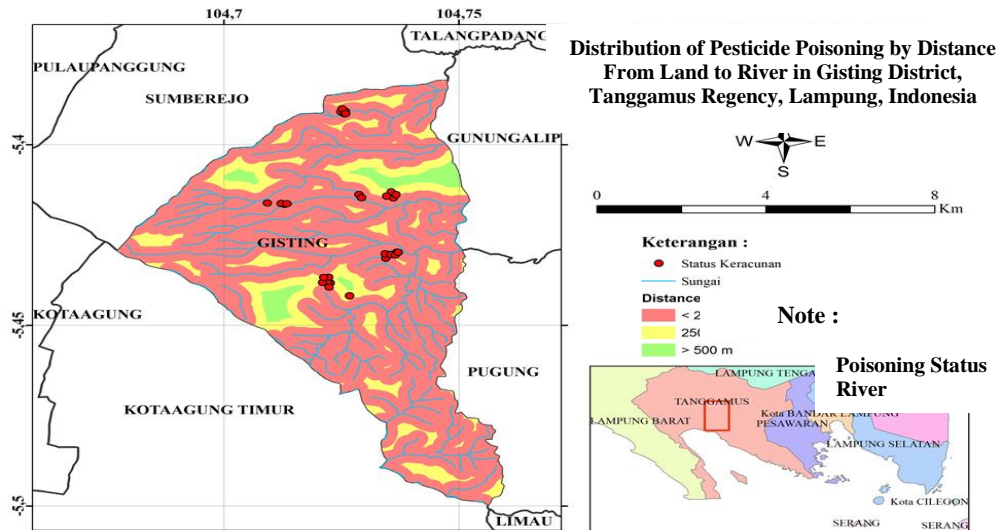 104,7
104,75
TALANGPADANG
PULAUPANGGUNG
SUMBEREJO
-5,4
GUNUNGALIP
GISTING
-5,45
KOTAAGUNG
PUGUNG
KOTAAGUNG TIMUR
-5,5
LIMAU
Distribution of Pesticide Poisoning by Distance
From Land to River in Gisting District,
Tanggamus Regency, Lampung, Indonesia
W E
S
0 4 8
Km
Keterangan :
Status Keracunan
Sungai
Distance
< 2
25
> 500 m
Note :
Poisoning Status
River
LAMPUNG TENGA
TANGGAMUS
LAMPUNG BARAT
Kota BANDAR LAMPUNG
PESAWARAN
LAMPUNG SELATAN
Kota CILEGON
SERANG
SERANG